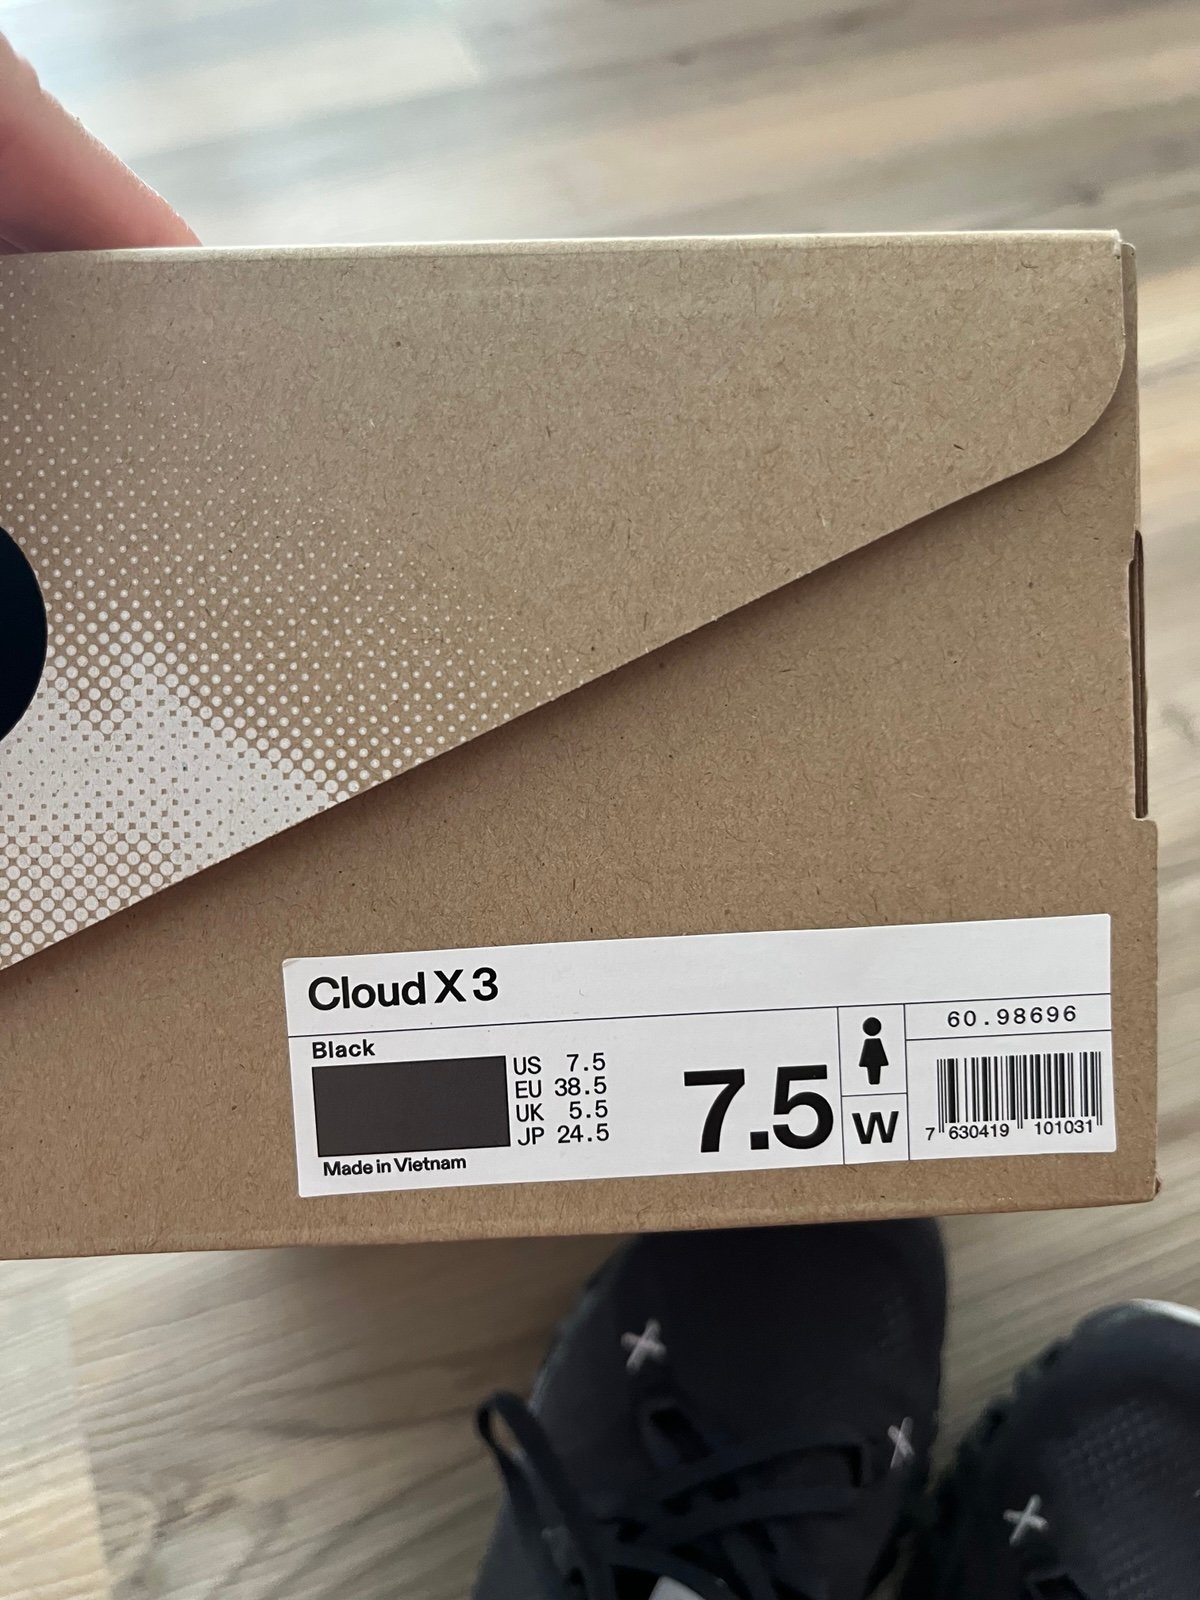 Cloud X 3
Black
US 7.5
EU 38.5
UK 5.5
JP 24.5
Made in Vietnam
7.5
W
60.98696
7 630419 101031